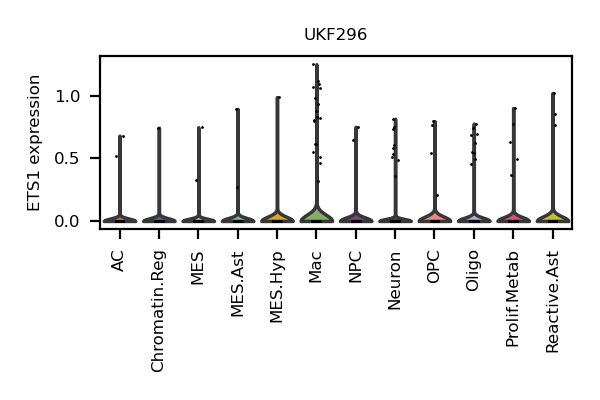 UKF296
ETS1 expression
1.0
0.5
0.0
AC
Chromatin.Reg
MES
MES.Ast
MES.Hyp
Mac
NPC
Neuron
OPC
Oligo
Prolif.Metab
Reactive.Ast